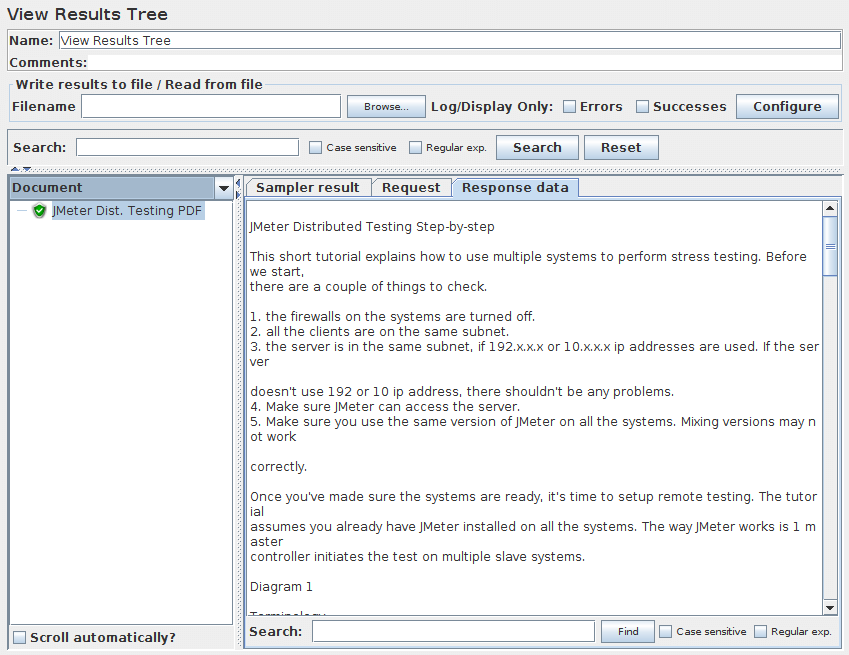 View Results Tree
Name: View Results Tree
Comments:
Write results to file / Read from file
Filename Browse... Log/Display Only: Errors Successes Configure
Search: Case sensitive Regular exp. Search Reset
Document
JMeter Dist. Testing PDF
Scroll automatically?
Sampler result Request Response data
JMeter Distributed Testing Step-by-step
This short tutorial explains how to use multiple systems to perform stress testing. Before
we start,
there are a couple of things to check.
1. the firewalls on the systems are turned off.
2. all the clients are on the same subnet.
3. the server is in the same subnet, if 192.x.x.x or 10.x.x.x ip addresses are used. If the ser
ver
doesn't use 192 or 10 ip address, there shouldn't be any problems.
4. Make sure JMeter can access the server.
5. Make sure you use the same version of JMeter on all the systems. Mixing versions may n
ot work
correctly.
Once you've made sure the systems are ready, it's time to setup remote testing. The tutor
ial
assumes you already have JMeter installed on all the systems. The way JMeter works is 1 m
aster
controller initiates the test on multiple slave systems.
Diagram 1
Terminology
Search: Find Case sensitive Regular exp.